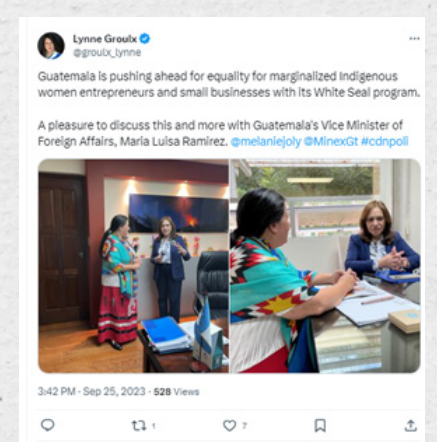 Lynne Groulx
@groulx_lynne
Guatemala is pushing ahead for equality for marginalized Indigenous
women entrepreneurs and small businesses with its White Seal program.
A pleasure to discuss this and more with Guatemala's Vice Minister of
Foreign Affairs, Maria Luisa Ramirez. @melaniejoly @MinexGt #cdnpoli
3:42 PM · Sep 25, 2023 · 528 Views
1
7